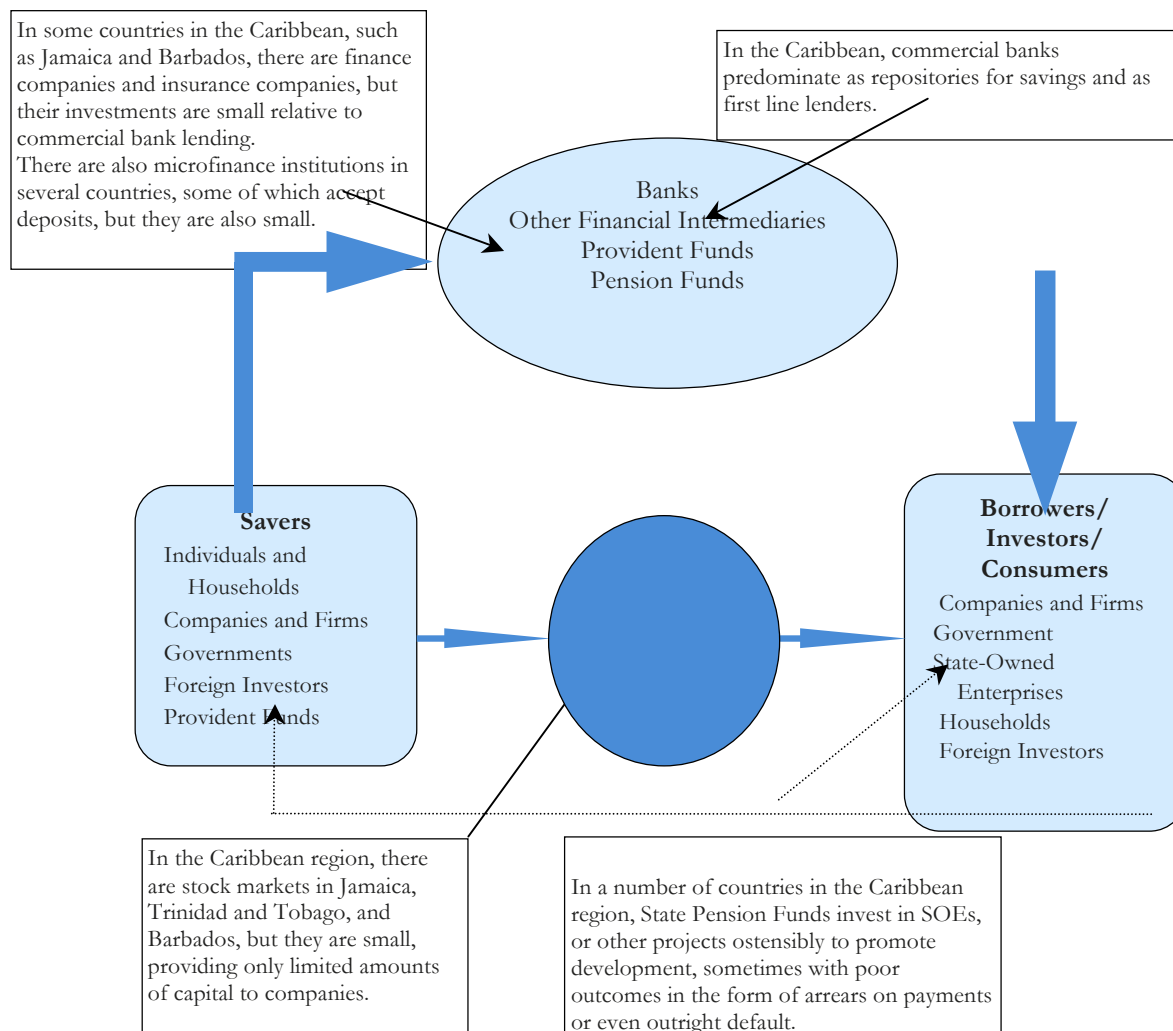 In some countries in the Caribbean, such
as Jamaica and Barbados, there are finance
companies and insurance companies, but
their investments are small relative to
commercial bank lending.
There are also microfinance institutions in
several countries, some of which accept
deposits, but they are also small.
In the Caribbean, commercial banks
predominate as repositories for savings and as
first line lenders.
Banks
Other Financial Intermediaries
Provident Funds
Pension Funds
Savers
Individuals and
Households
Companies and Firms
Governments
Foreign Investors
Provident Funds
Borrowers/
Investors/
Consumers
Companies and Firms
Government
State-Owned
Enterprises
Households
Foreign Investors
In the Caribbean region, there
are stock markets in Jamaica,
Trinidad and Tobago, and
Barbados, but they are small,
providing only limited amounts
of capital to companies.
In a number of countries in the Caribbean
region, State Pension Funds invest in SOEs,
or other projects ostensibly to promote
development, sometimes with poor
outcomes in the form of arrears on payments
or even outright default.